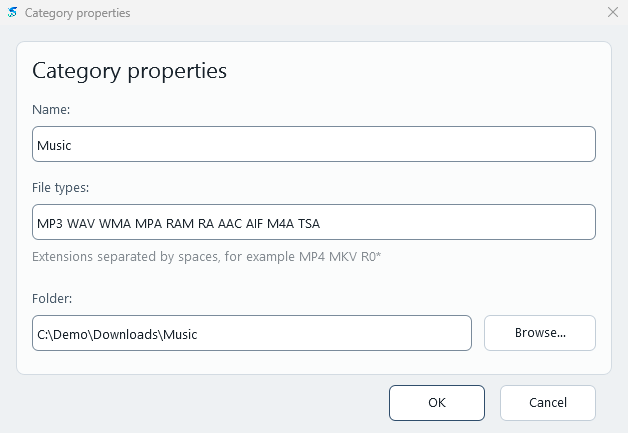 Category properties
Category properties
Name:
Music
File types:
MP3 WAV WMA MPA RAM RA AAC AIF M4A TSA
Extensions separated by spaces, for example MP4 MKV R0*
Folder:
C:\Demo\Downloads\Music
Browse...
OK
Cancel